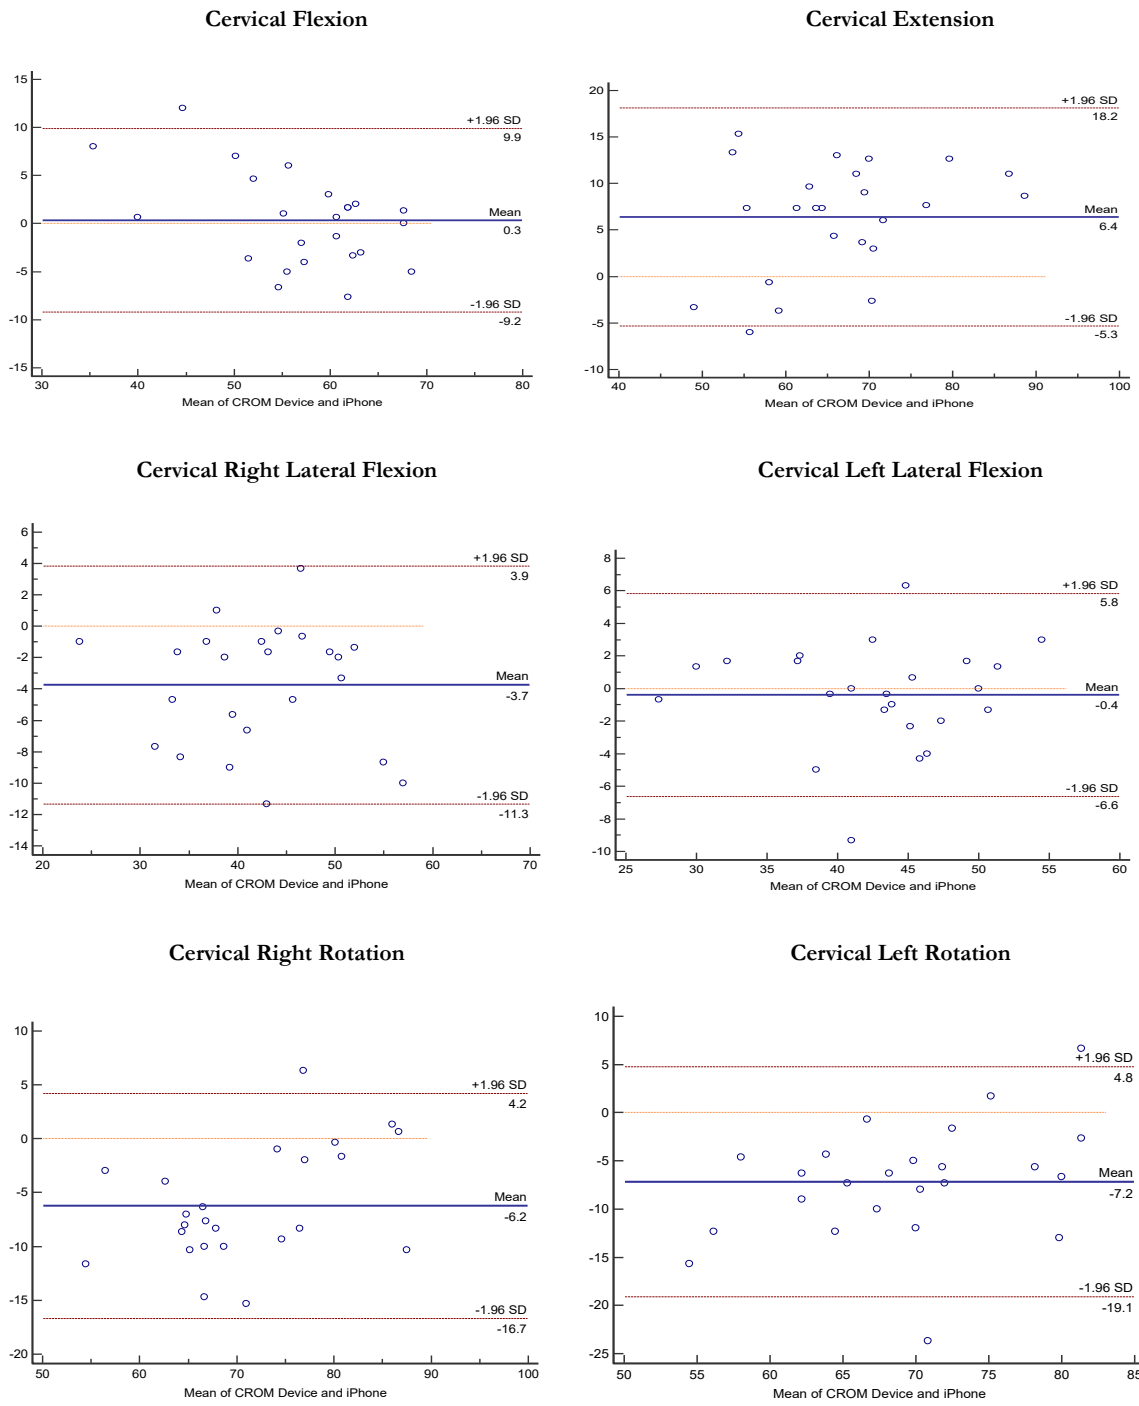 Cervical Flexion
15
10
5
0
-5
-10
-15
+1.96 SD
9.9
Mean
0.3
-1.96 SD
-9.2
30 40 50 60 70 80
Mean of CROM Device and iPhone
Cervical Extension
20
15
10
5
0
-5
-10
+1.96 SD
18.2
Mean
6.4
-1.96 SD
-5.3
40 50 60 70 80 90 100
Mean of CROM Device and iPhone
Cervical Right Lateral Flexion
6
4
2
0
-2
-4
-6
-8
-10
-12
-14
+1.96 SD
3.9
Mean
-3.7
-1.96 SD
-11.3
20 30 40 50 60 70
Mean of CROM Device and iPhone
Cervical Left Lateral Flexion
8
6
4
2
0
-2
-4
-6
-8
-10
+1.96 SD
5.8
Mean
-0.4
-1.96 SD
-6.6
25 30 35 40 45 50 55 60
Mean of CROM Device and iPhone
Cervical Right Rotation
10
5
0
-5
-10
-15
-20
+1.96 SD
4.2
Mean
-6.2
-1.96 SD
-16.7
50 60 70 80 90 100
Mean of CROM Device and iPhone
Cervical Left Rotation
10
5
0
-5
-10
-15
-20
-25
+1.96 SD
4.8
Mean
-7.2
-1.96 SD
-19.1
50 55 60 65 70 75 80 85
Mean of CROM Device and iPhone